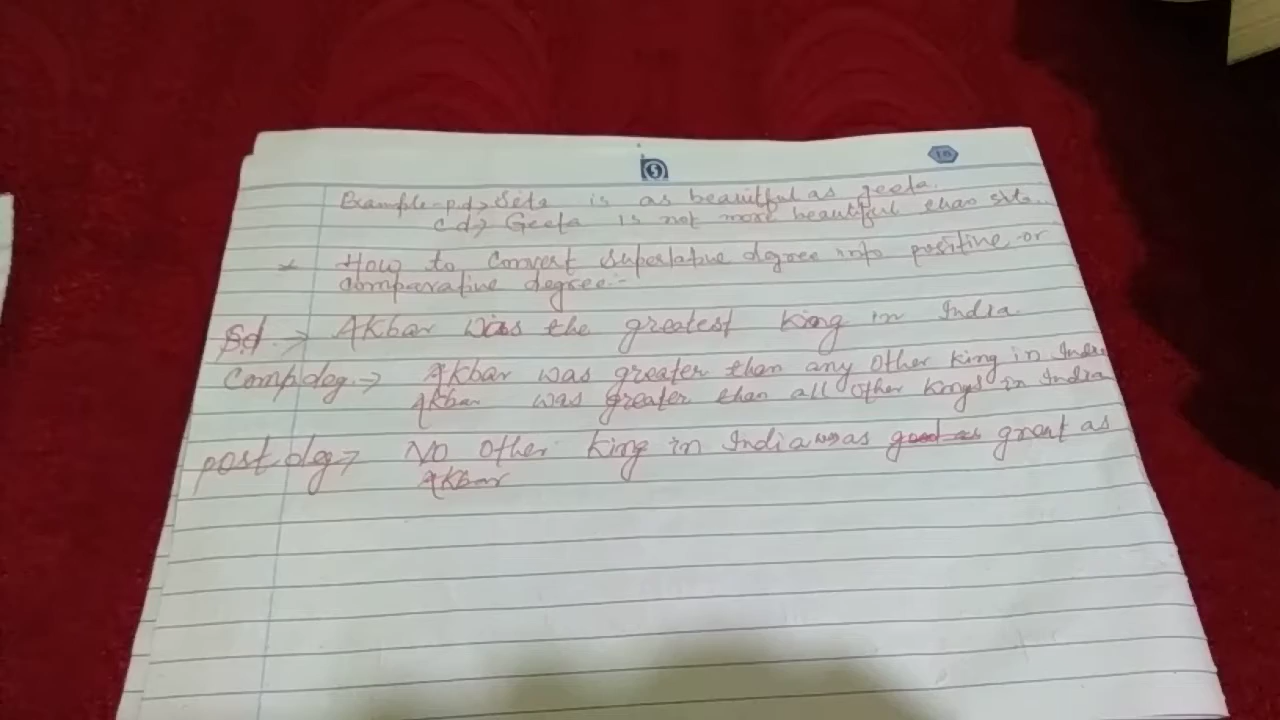 Example - p.d → Sita is as beautiful as geeta.
c d → Geeta is not more beautiful than sita.
× How to convert superlative degree into positive or
comparative degree :-
S.d. → Akbar was the greatest king in India.
Comp deg. → Akbar was greater than any other king in India
Akbar was greater than all other kings in India
post. deg → No other king in India was great as
Akbar